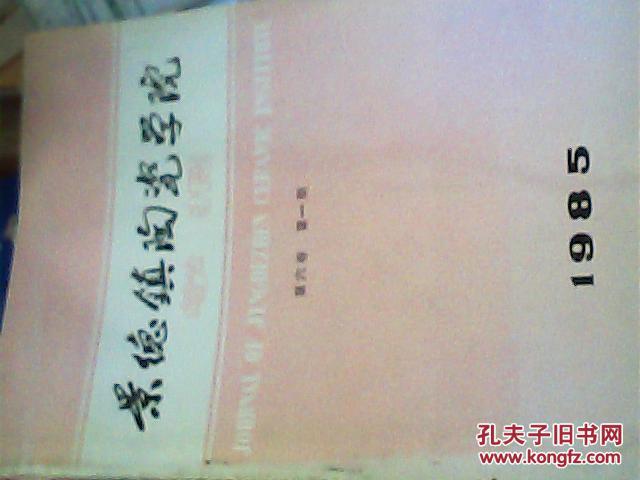 景德镇陶瓷学院
学报
JOURNAL OF JINGDEZHEN CERAMIC INSTITUTE
第六卷 第一期
1985
孔夫子旧书网
www.kongfz.com